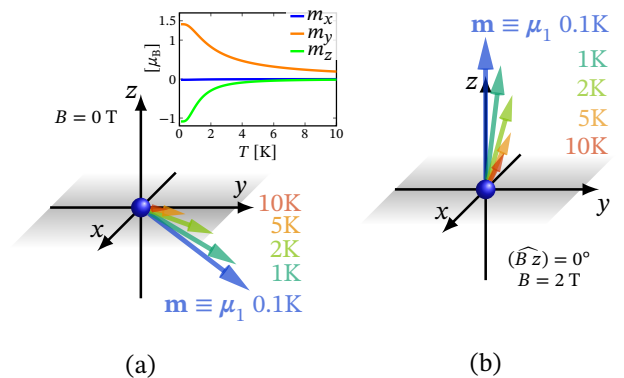 1.5
1
0
−1
[μB]
mx
my
mz
0 2 4 6 8 10
T [K]
z
B = 0 T
y
x
10K
5K
2K
1K
m ≡ μ1 0.1K
(a)
m ≡ μ1 0.1K
1K
2K
5K
10K
z
y
x
(B͡ z) = 0°
B = 2 T
(b)